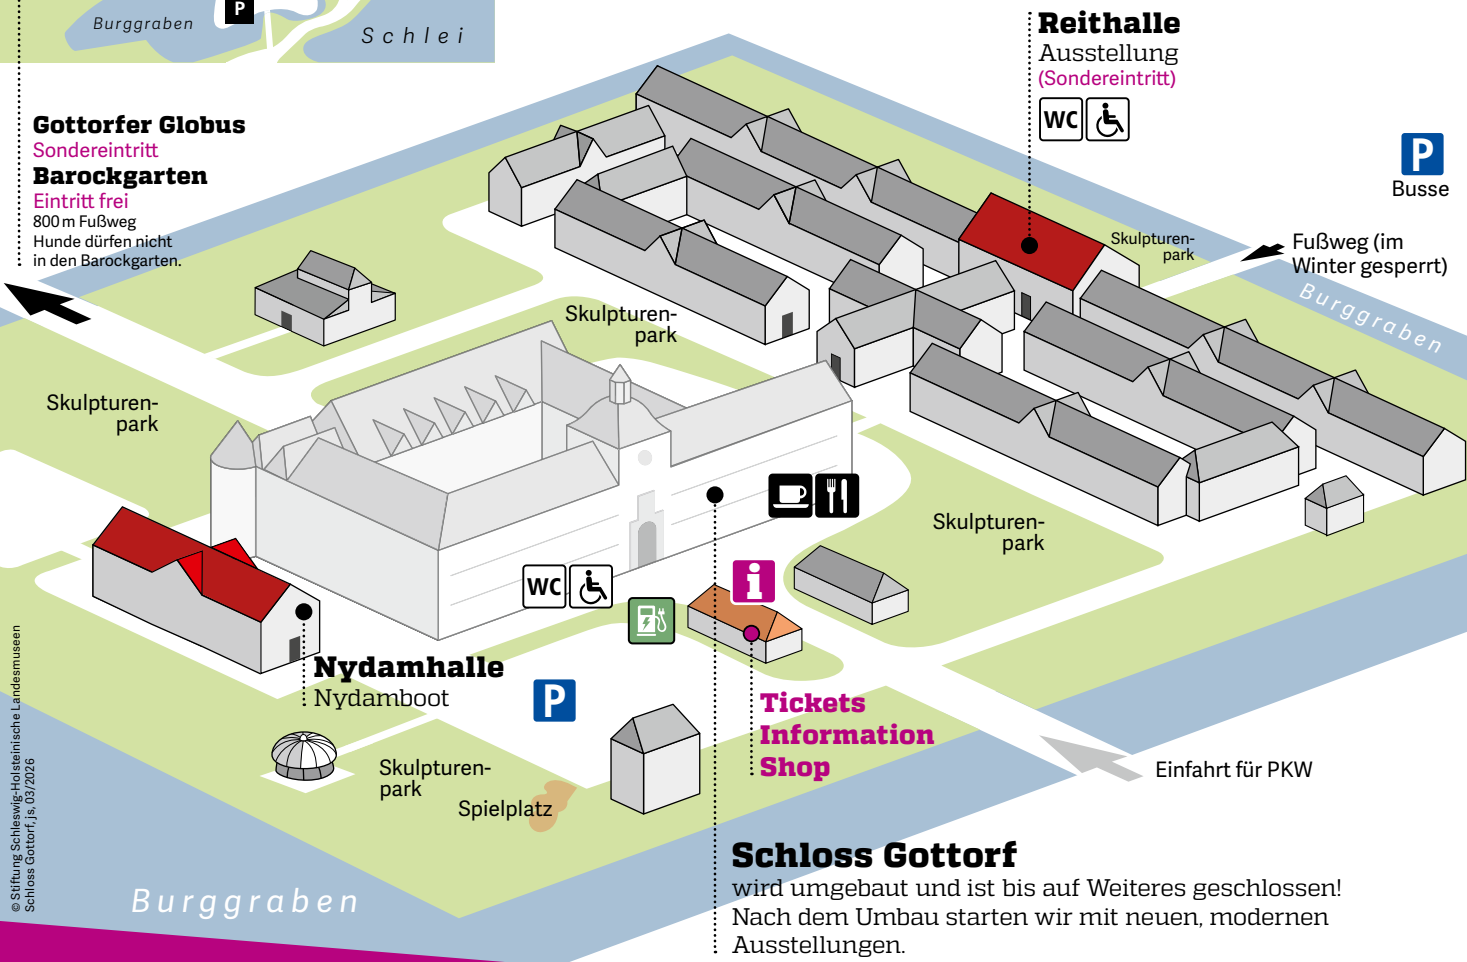 Burggraben
P
Schlei
Reithalle
Ausstellung
(Sondereintritt)
WC
Gottorfer Globus
Sondereintritt
Barockgarten
Eintritt frei
800 m Fußweg
Hunde dürfen nicht
in den Barockgarten.
P
Busse
Skulpturen-
park
Fußweg (im
Winter gesperrt)
Burggraben
Skulpturen-
park
Skulpturen-
park
Skulpturen-
park
WC
i
Nydamhalle
Nydamboot
P
Tickets
Information
Shop
Skulpturen-
park
Spielplatz
Einfahrt für PKW
Schloss Gottorf
wird umgebaut und ist bis auf Weiteres geschlossen!
Nach dem Umbau starten wir mit neuen, modernen
Ausstellungen.
Burggraben
© Stiftung Schleswig-Holsteinische Landesmuseen
Schloss Gottorf, js, 03/2026